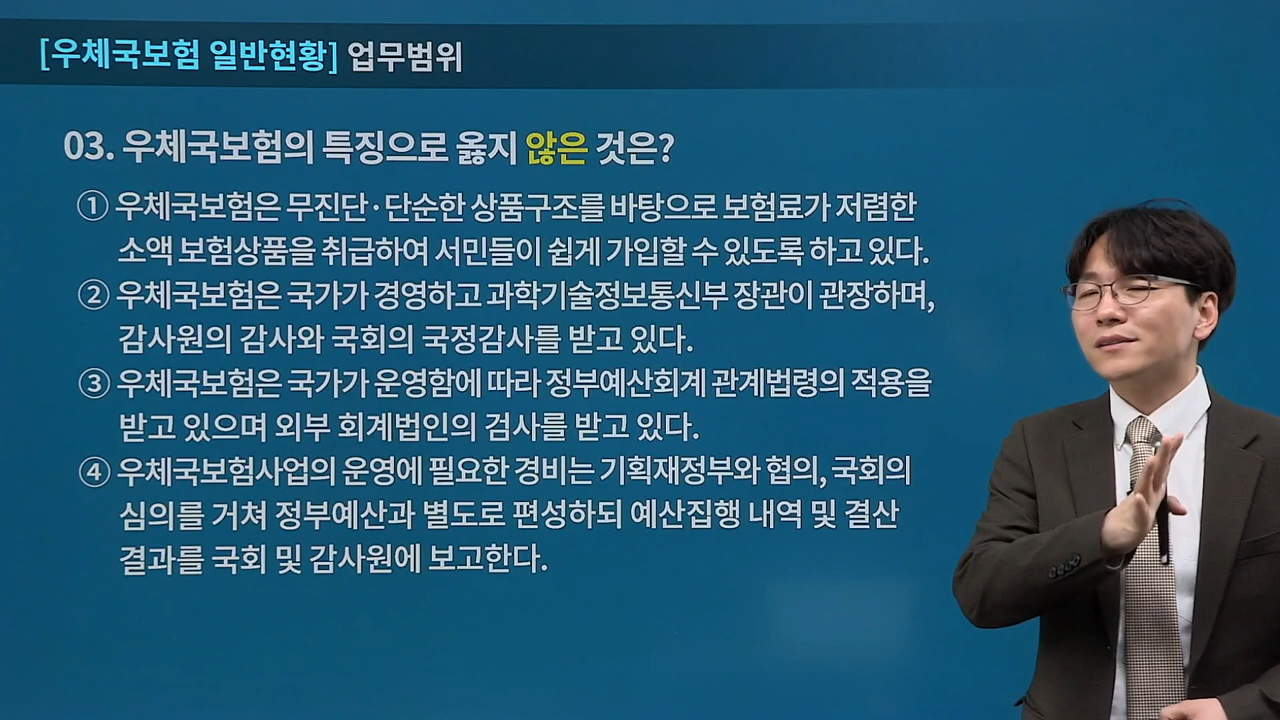 [우체국보험 일반현황] 업무범위
03. 우체국보험의 특징으로 옳지 않은 것은?
① 우체국보험은 무진단·단순한 상품구조를 바탕으로 보험료가 저렴한
소액 보험상품을 취급하여 서민들이 쉽게 가입할 수 있도록 하고 있다.
② 우체국보험은 국가가 경영하고 과학기술정보통신부 장관이 관장하며,
감사원의 감사와 국회의 국정감사를 받고 있다.
③ 우체국보험은 국가가 운영함에 따라 정부예산회계 관계법령의 적용을
받고 있으며 외부 회계법인의 검사를 받고 있다.
④ 우체국보험사업의 운영에 필요한 경비는 기획재정부와 협의, 국회의
심의를 거쳐 정부예산과 별도로 편성하되 예산집행 내역 및 결산
결과를 국회 및 감사원에 보고한다.